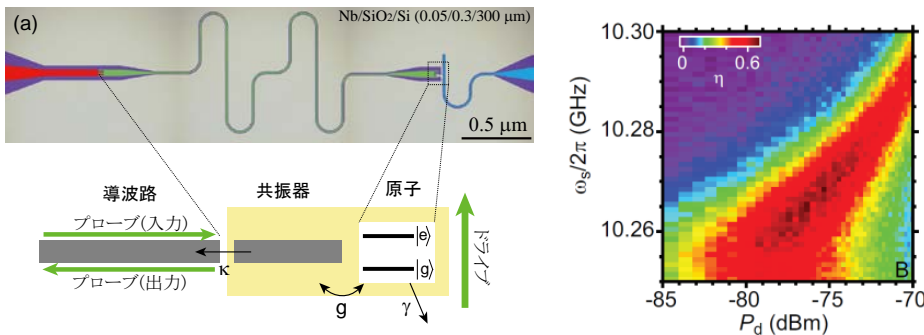 (a)
Nb/SiO₂/Si (0.05/0.3/300 μm)
0.5 μm
導波路
共振器
原子
プローブ(入力)
プローブ(出力)
κ
|e⟩
|g⟩
g
γ
ドライブ
10.30
10.28
10.26
ωs/2π (GHz)
0
0.6
η
B
-85
-80
-75
-70
Pd (dBm)